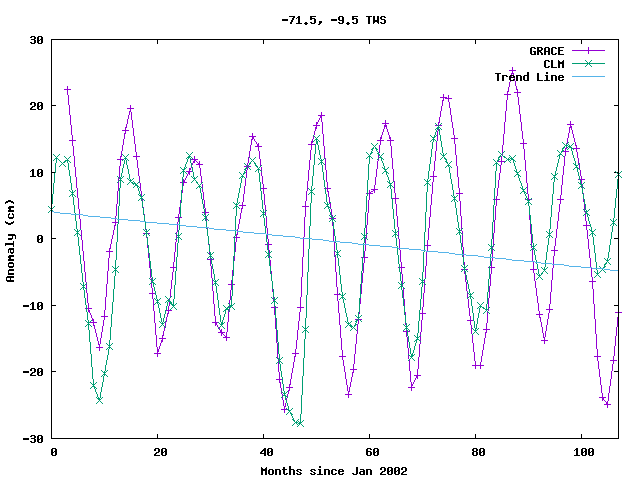 -71.5, -9.5 TWS
GRACE
CLM
Trend Line
30
20
10
0
-10
-20
-30
Anomaly (cm)
0 20 40 60 80 100
Months since Jan 2002